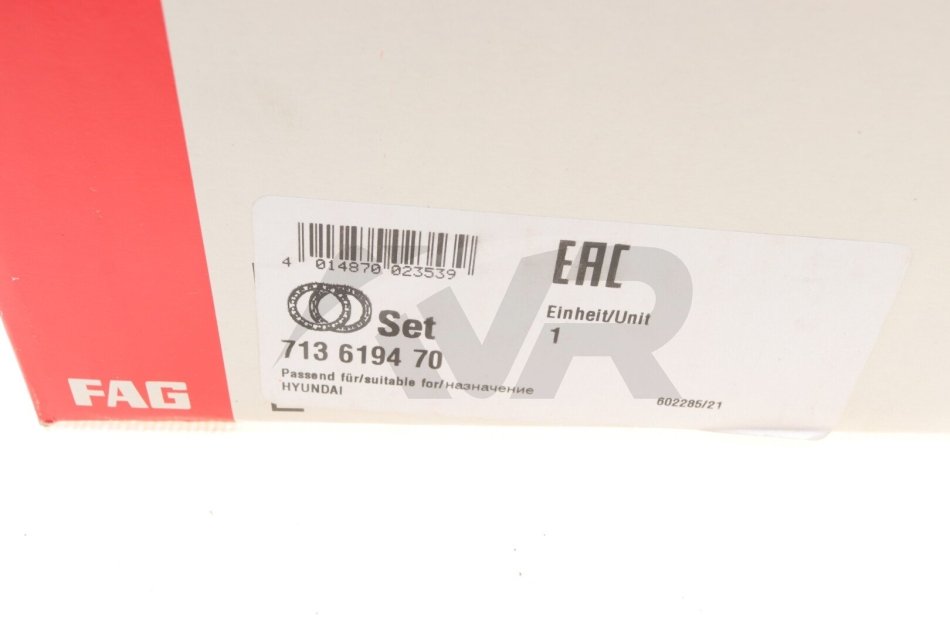 4 014870 023539
EAC
Set
Einheit/Unit
1
713 6194 70
Passend für/suitable for/назначение
HYUNDAI
602285/21
FAG